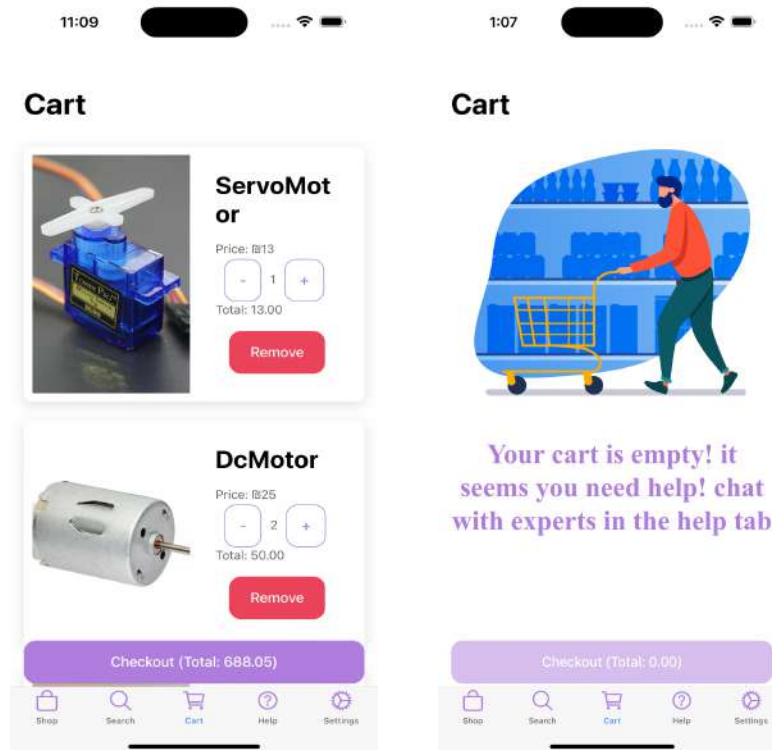 11:09
Cart
ServoMot
or
Price: ₪13
- 1 +
Total: 13.00
Remove
DcMotor
Price: ₪25
- 2 +
Total: 50.00
Remove
Checkout (Total: 688.05)
Shop Search Cart Help Settings
1:07
Cart
Your cart is empty! it
seems you need help! chat
with experts in the help tab
Checkout (Total: 0.00)
Shop Search Cart Help Settings